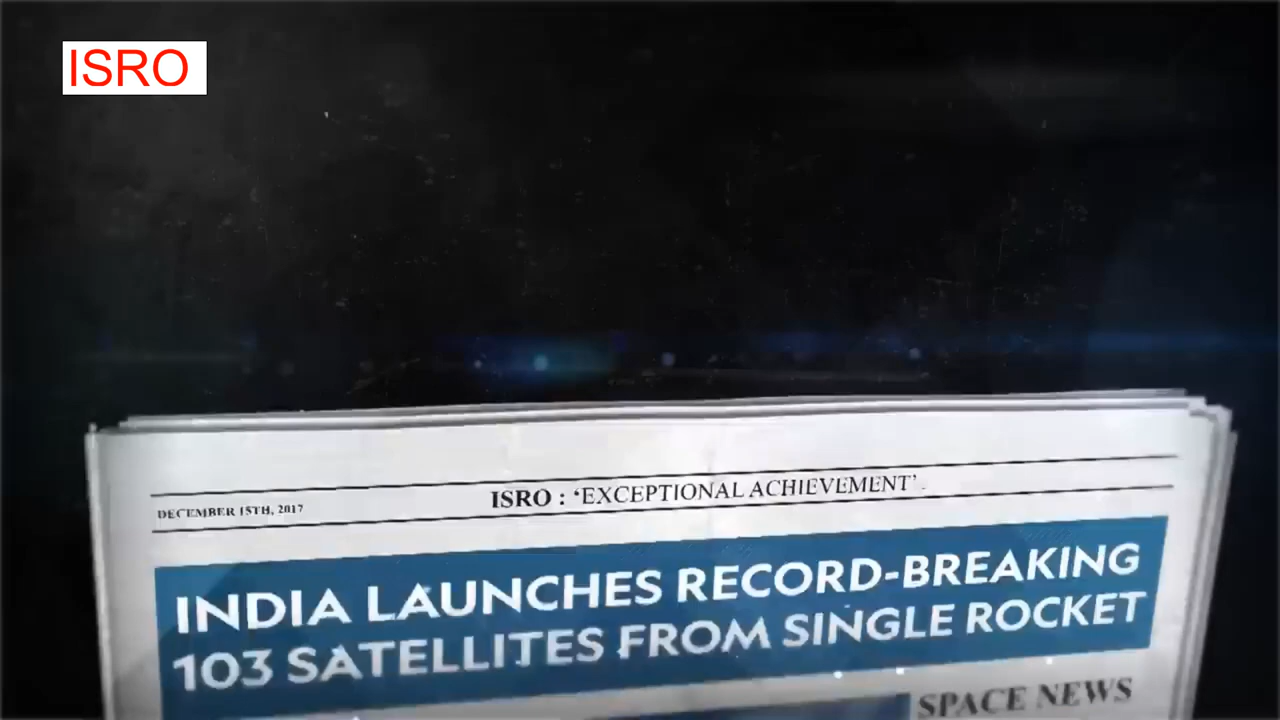 ISRO
ISRO : ‘EXCEPTIONAL ACHIEVEMENT’.
DECEMBER 15TH, 2017
INDIA LAUNCHES RECORD-BREAKING
103 SATELLITES FROM SINGLE ROCKET
SPACE NEWS